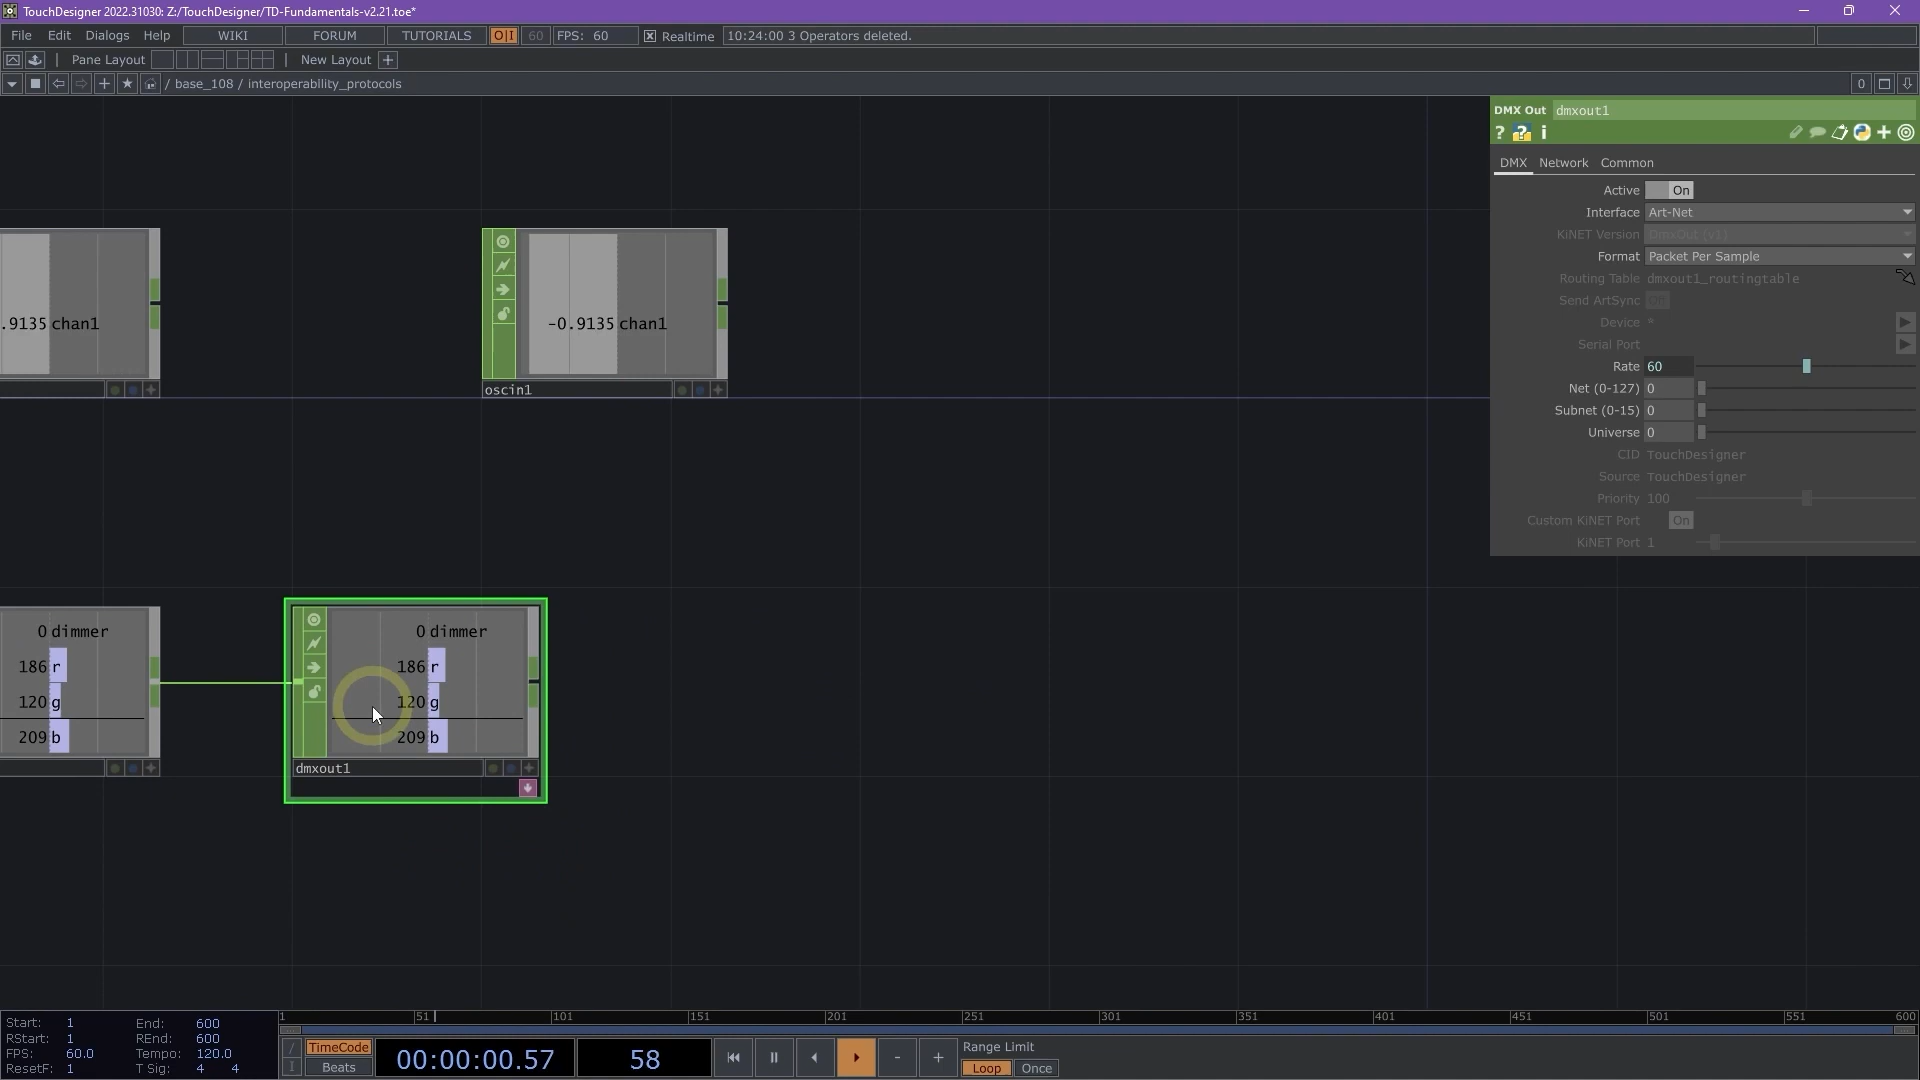 TouchDesigner 2022.31030: Z:/TouchDesigner/TD-Fundamentals-v2.21.toe*
File Edit Dialogs Help WIKI FORUM TUTORIALS O|I 60 FPS: 60 Realtime 10:24:00 3 Operators deleted.
Pane Layout New Layout +
/ base_108 / interoperability_protocols 0
DMX Out dmxout1
? ? i
DMX Network Common
Active On
Interface Art-Net
KiNET Version DmxOut (v1)
Format Packet Per Sample
Routing Table dmxout1_routingtable
Send ArtSync Off
Device *
Serial Port
Rate 60
Net (0-127) 0
Subnet (0-15) 0
Universe 0
CID TouchDesigner
Source TouchDesigner
Priority 100
Custom KiNET Port On
KiNET Port 1
.9135 chan1
-0.9135 chan1
oscin1
0 dimmer
186 r
120 g
209 b
0 dimmer
186 r
120 g
209 b
dmxout1
1 51 101 151 201 251 301 351 401 451 501 551 600
Start: 1 End: 600
RStart: 1 REnd: 600
FPS: 60.0 Tempo: 120.0
ResetF: 1 T Sig: 4 4
/ I
TimeCode
Beats
00:00:00.57 58 - +
Range Limit
Loop Once